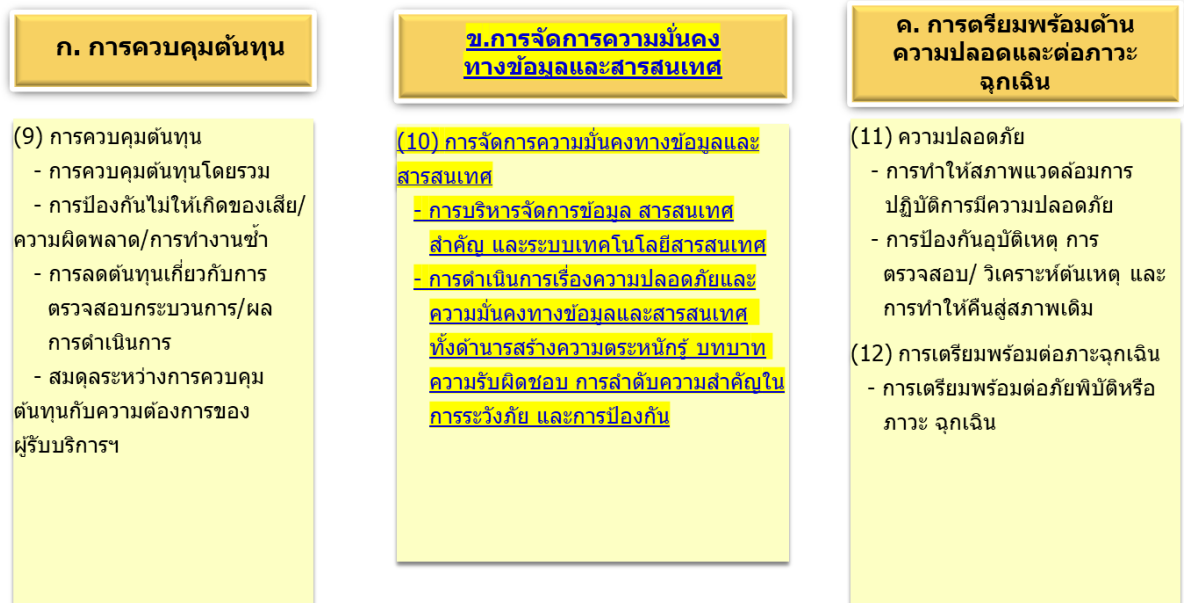 ก. การควบคุมต้นทุน
(9) การควบคุมต้นทุน
- การควบคุมต้นทุนโดยรวม
- การป้องกันไม่ให้เกิดของเสีย/
ความผิดพลาด/การทำงานซ้ำ
- การลดต้นทุนเกี่ยวกับการ
ตรวจสอบกระบวนการ/ผล
การดำเนินการ
- สมดุลระหว่างการควบคุม
ต้นทุนกับความต้องการของ
ผู้รับบริการฯ
ข.การจัดการความมั่นคง
ทางข้อมูลและสารสนเทศ
(10) การจัดการความมั่นคงทางข้อมูลและ
สารสนเทศ
- การบริหารจัดการข้อมูล สารสนเทศ
สำคัญ และระบบเทคโนโลยีสารสนเทศ
- การดำเนินการเรื่องความปลอดภัยและ
ความมั่นคงทางข้อมูลและสารสนเทศ
ทั้งด้านารสร้างความตระหนักรู้ บทบาท
ความรับผิดชอบ การลำดับความสำคัญใน
การระวังภัย และการป้องกัน
ค. การตรียมพร้อมด้าน
ความปลอดและต่อภาวะ
ฉุกเฉิน
(11) ความปลอดภัย
- การทำให้สภาพแวดล้อมการ
ปฏิบัติการมีความปลอดภัย
- การป้องกันอุบัติเหตุ การ
ตรวจสอบ/ วิเคราะห์ต้นเหตุ และ
การทำให้คืนสู่สภาพเดิม
(12) การเตรียมพร้อมต่อภาะฉุกเฉิน
- การเตรียมพร้อมต่อภัยพิบัติหรือ
ภาวะ ฉุกเฉิน